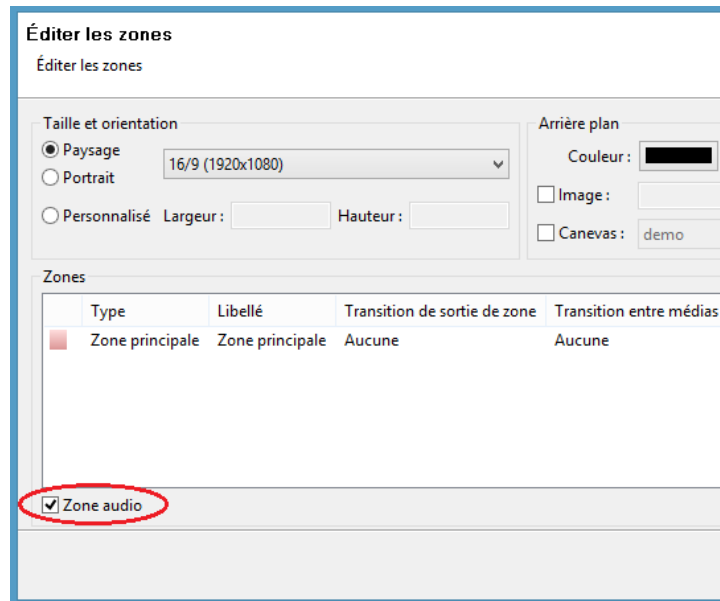 Éditer les zones
Éditer les zones
Taille et orientation
Paysage
16/9 (1920x1080)
Portrait
Personnalisé Largeur : Hauteur :
Arrière plan
Couleur :
Image :
Canevas : demo
Zones
Type Libellé Transition de sortie de zone Transition entre médias
Zone principale Zone principale Aucune Aucune
Zone audio